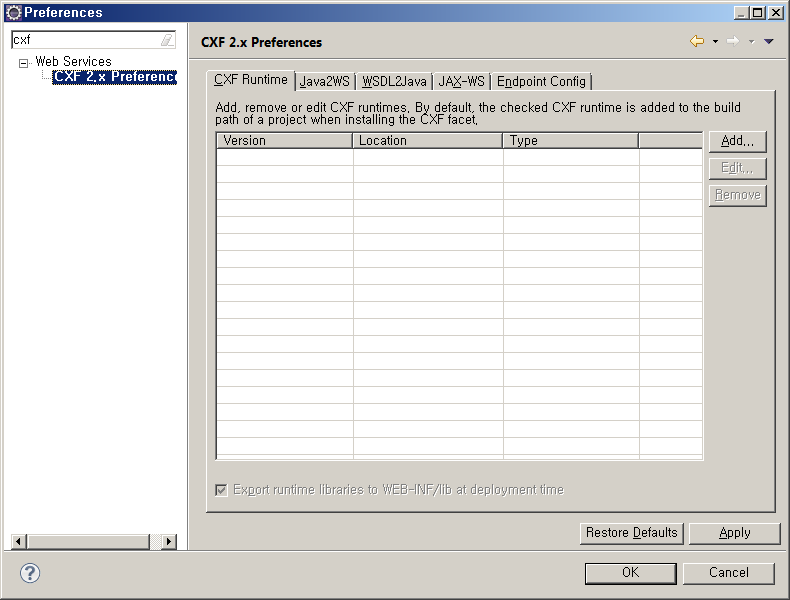 Preferences
cxf
CXF 2.x Preferences
Web Services
CXF 2.x Preferenc
CXF Runtime
Java2WS
WSDL2Java
JAX-WS
Endpoint Config
Add, remove or edit CXF runtimes. By default, the checked CXF runtime is added to the build
path of a project when installing the CXF facet.
Version
Location
Type
Add...
Edit...
Remove
Export runtime libraries to WEB-INF/lib at deployment time
Restore Defaults
Apply
?
OK
Cancel